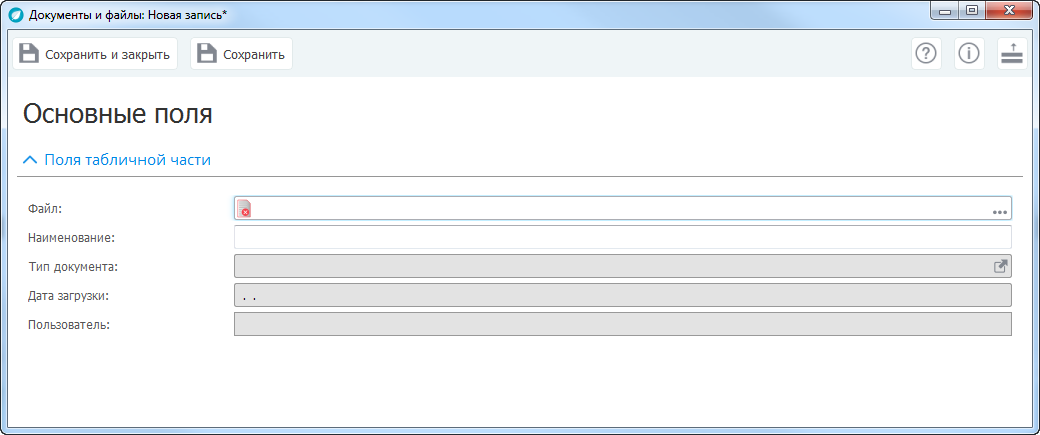 Документы и файлы: Новая запись*
Сохранить и закрыть Сохранить
Основные поля
Поля табличной части
Файл:
Наименование:
Тип документа:
Дата загрузки: . .
Пользователь: